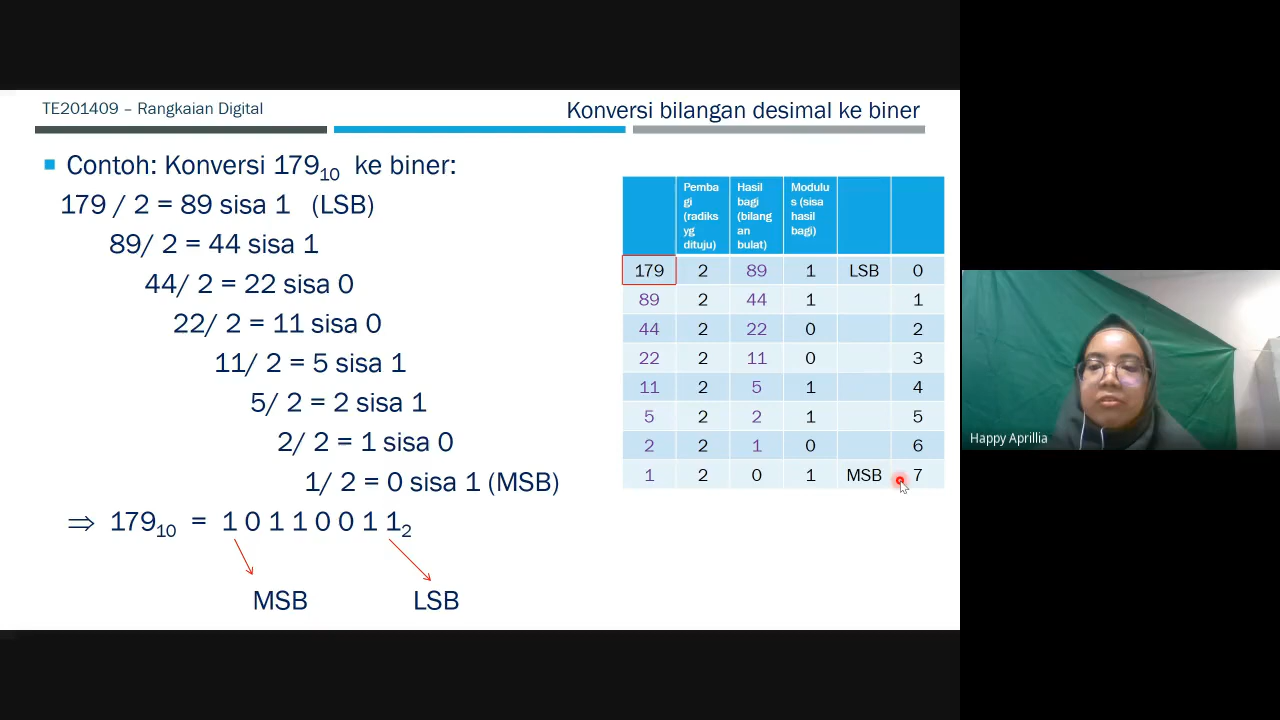 TE201409 – Rangkaian Digital
Konversi bilangan desimal ke biner
Contoh: Konversi 179₁₀ ke biner:
179 / 2 = 89 sisa 1 (LSB)
89/ 2 = 44 sisa 1
44/ 2 = 22 sisa 0
22/ 2 = 11 sisa 0
11/ 2 = 5 sisa 1
5/ 2 = 2 sisa 1
2/ 2 = 1 sisa 0
1/ 2 = 0 sisa 1 (MSB)
⇒ 179₁₀ = 1 0 1 1 0 0 1 1₂
MSB LSB
Pemba
gi
(radiks
yg
dituju)
Hasil
bagi
(bilang
an
bulat)
Modulu
s (sisa
hasil
bagi)
179 2 89 1 LSB 0
89 2 44 1 1
44 2 22 0 2
22 2 11 0 3
11 2 5 1 4
5 2 2 1 5
2 2 1 0 6
1 2 0 1 MSB 7
Happy Aprillia